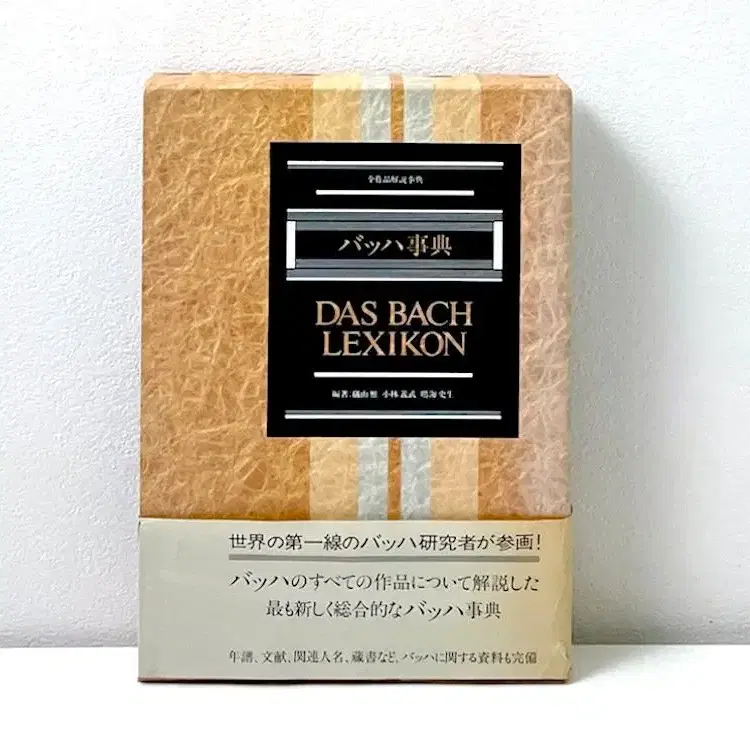 全作品解説事典
バッハ事典
DAS BACH
LEXIKON
編著：礒山雅 小林義武 鳴海史生
世界の第一線のバッハ研究者が参画！
バッハのすべての作品について解説した
最も新しく総合的なバッハ事典
年譜、文献、関連人名、蔵書など、バッハに関する資料も完備